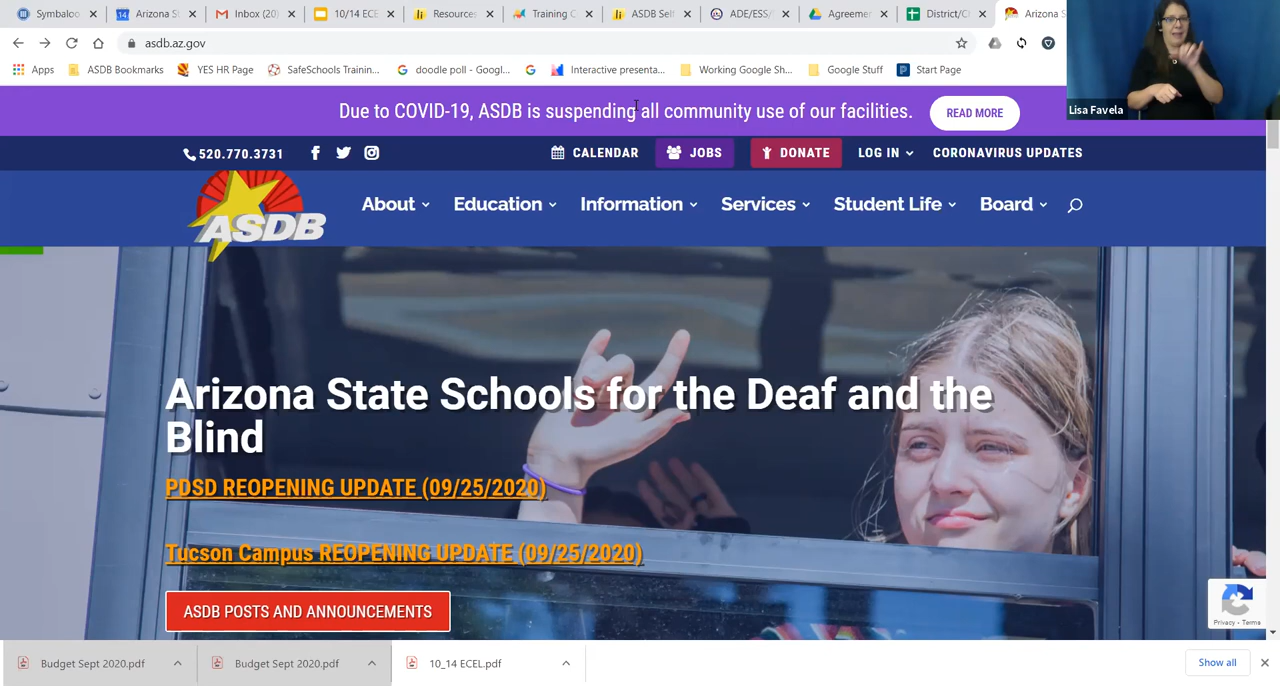 Symbaloo
Arizona S
Inbox (20)
10/14 ECE
Resource
Training C
ASDB Sel
ADE/ESS/
Agreeme
District/C
Arizona S
asdb.az.gov
Apps
ASDB Bookmarks
YES HR Page
SafeSchools Trainin...
doodle poll - Googl...
Interactive presenta...
Working Google Sh...
Google Stuff
Start Page
Lisa Favela
Due to COVID-19, ASDB is suspending all community use of our facilities.
READ MORE
520.770.3731
CALENDAR
JOBS
DONATE
LOG IN
CORONAVIRUS UPDATES
ASDB
About
Education
Information
Services
Student Life
Board
Arizona State Schools for the Deaf and the
Blind
PDSD REOPENING UPDATE (09/25/2020)
Tucson Campus REOPENING UPDATE (09/25/2020)
ASDB POSTS AND ANNOUNCEMENTS
Privacy - Terms
Budget Sept 2020.pdf
Budget Sept 2020.pdf
10_14 ECEL.pdf
Show all